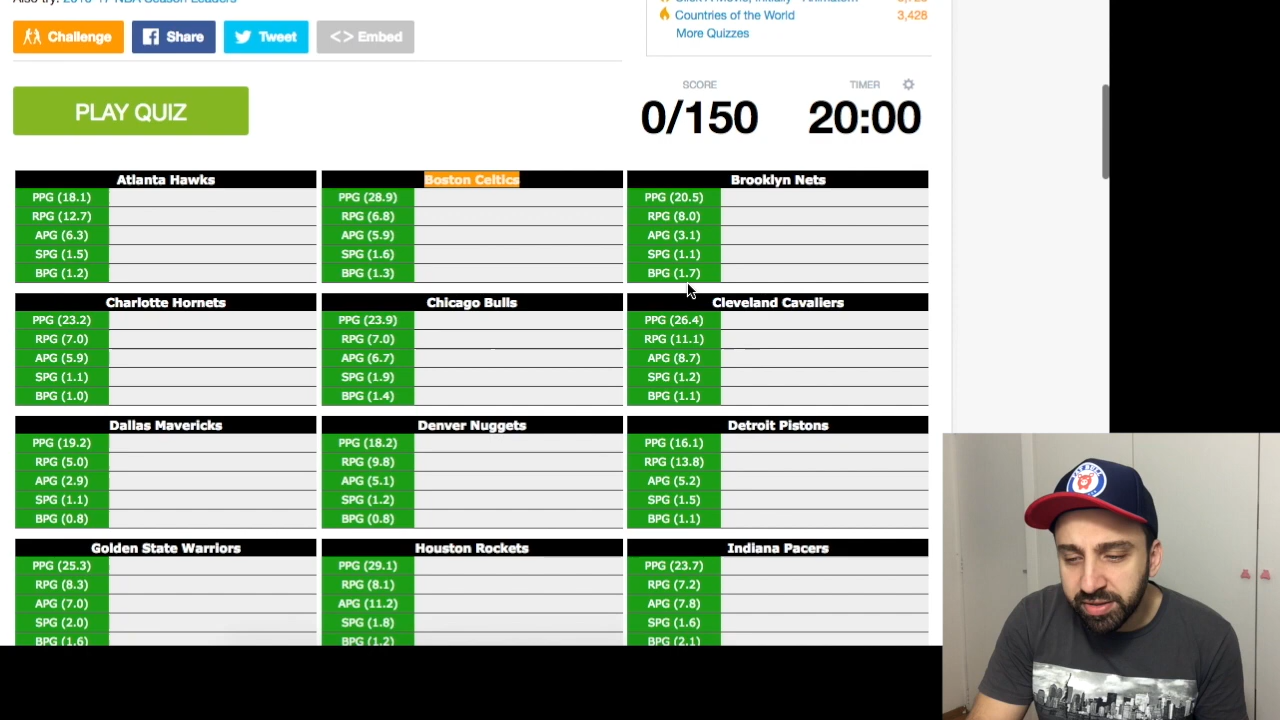 Countries of the World 3,428
More Quizzes
Challenge Share Tweet <> Embed
SCORE TIMER
PLAY QUIZ 0/150 20:00
Atlanta Hawks Boston Celtics Brooklyn Nets
PPG (18.1) PPG (28.9) PPG (20.5)
RPG (12.7) RPG (6.8) RPG (8.0)
APG (6.3) APG (5.9) APG (3.1)
SPG (1.5) SPG (1.6) SPG (1.1)
BPG (1.2) BPG (1.3) BPG (1.7)
Charlotte Hornets Chicago Bulls Cleveland Cavaliers
PPG (23.2) PPG (23.9) PPG (26.4)
RPG (7.0) RPG (7.0) RPG (11.1)
APG (5.9) APG (6.7) APG (8.7)
SPG (1.1) SPG (1.9) SPG (1.2)
BPG (1.0) BPG (1.4) BPG (1.1)
Dallas Mavericks Denver Nuggets Detroit Pistons
PPG (19.2) PPG (18.2) PPG (16.1)
RPG (5.0) RPG (9.8) RPG (13.8)
APG (2.9) APG (5.1) APG (5.2)
SPG (1.1) SPG (1.2) SPG (1.5)
BPG (0.8) BPG (0.8) BPG (1.1)
Golden State Warriors Houston Rockets Indiana Pacers
PPG (25.3) PPG (29.1) PPG (23.7)
RPG (8.3) RPG (8.1) RPG (7.2)
APG (7.0) APG (11.2) APG (7.8)
SPG (2.0) SPG (1.8) SPG (1.6)
BPG (1.6) BPG (1.2) BPG (2.1)